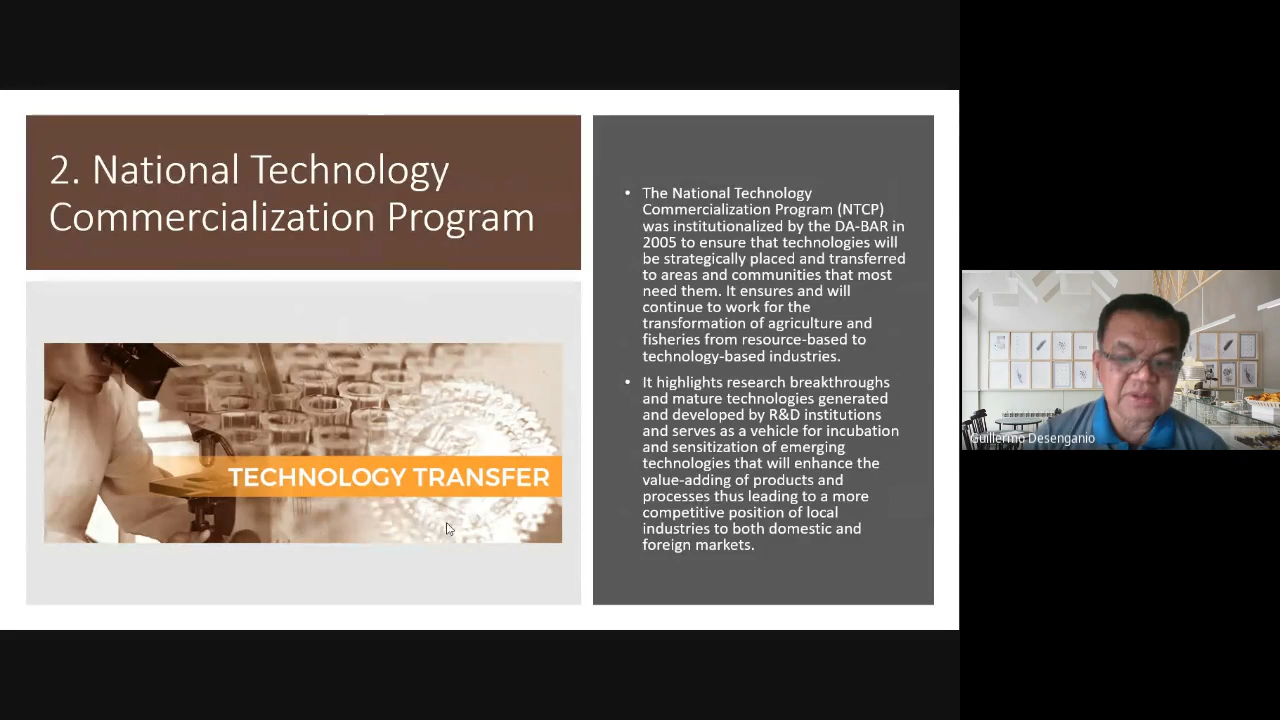 2. National Technology
Commercialization Program
TECHNOLOGY TRANSFER
• The National Technology
Commercialization Program (NTCP)
was institutionalized by the DA-BAR in
2005 to ensure that technologies will
be strategically placed and transferred
to areas and communities that most
need them. It ensures and will
continue to work for the
transformation of agriculture and
fisheries from resource-based to
technology-based industries.
• It highlights research breakthroughs
and mature technologies generated
and developed by R&D institutions
and serves as a vehicle for incubation
and sensitization of emerging
technologies that will enhance the
value-adding of products and
processes thus leading to a more
competitive position of local
industries to both domestic and
foreign markets.
Guillermo Desenganio